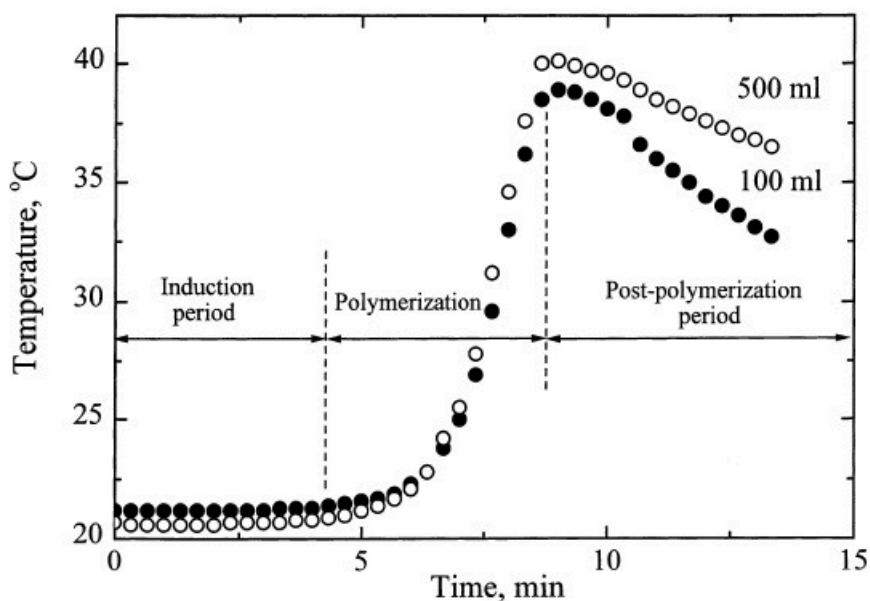 40
500 ml
100 ml
35
Temperature, °C
30
Induction
period
Polymerization
Post-polymerization
period
25
20
0
5
10
15
Time, min